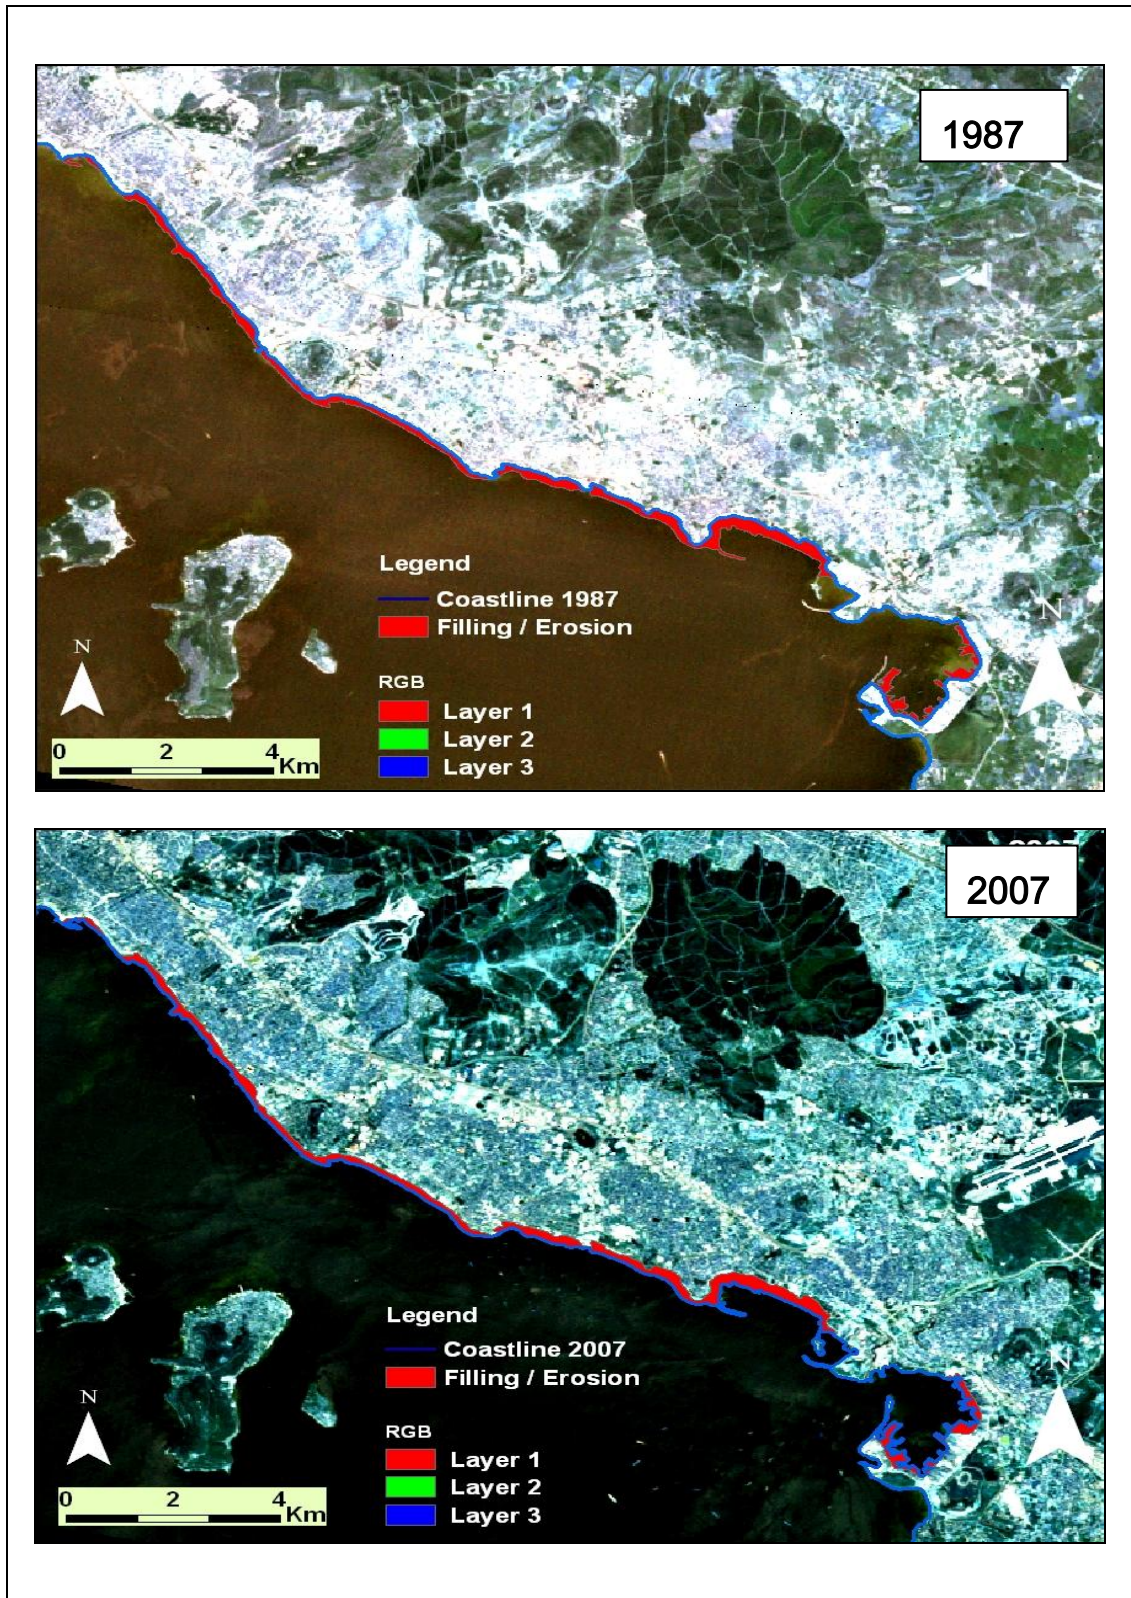 1987
Legend
Coastline 1987
Filling / Erosion
RGB
Layer 1
Layer 2
Layer 3
N
N
0 2 4
Km
2007
Legend
Coastline 2007
Filling / Erosion
RGB
Layer 1
Layer 2
Layer 3
N
N
0 2 4
Km